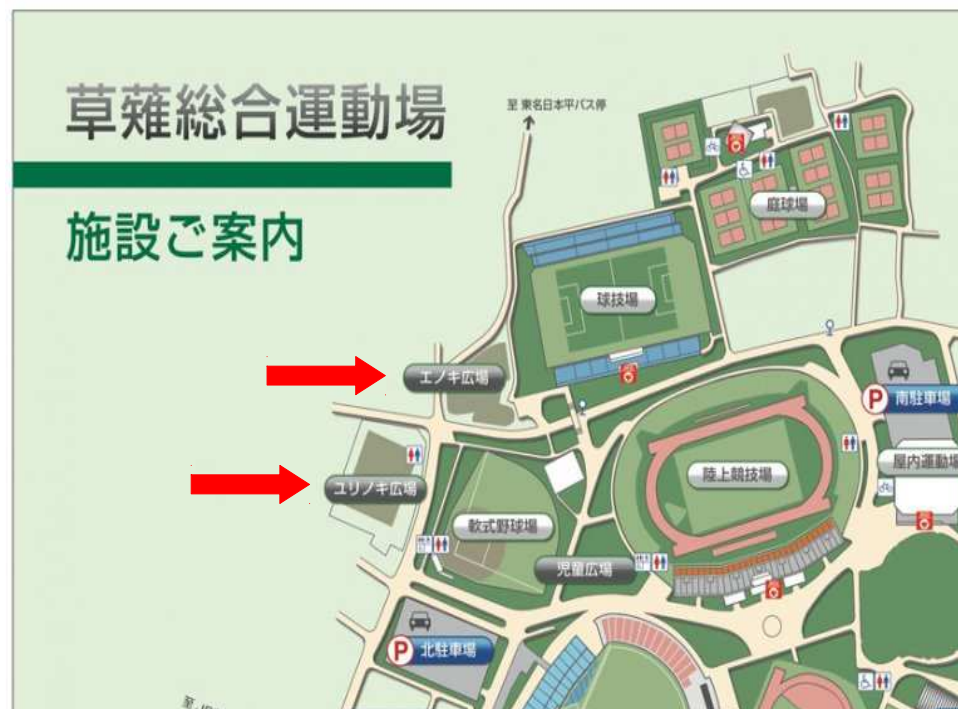 草薙総合運動場
施設ご案内
至 東名日本平バス停
庭球場
球技場
エノキ広場
P 南駐車場
ユリノキ広場
陸上競技場
屋内運動場
軟式野球場
児童広場
P 北駐車場